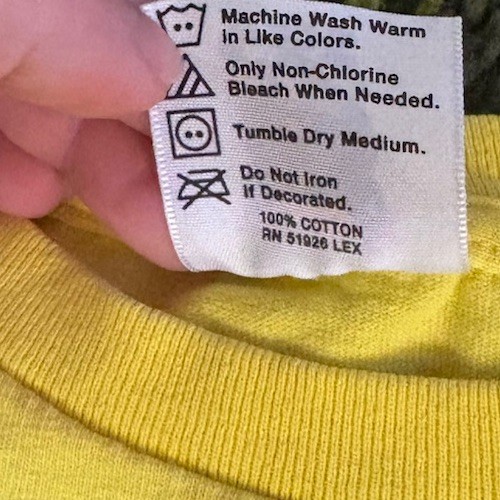 Machine Wash Warm
in Like Colors.
Only Non-Chlorine
Bleach When Needed.
Tumble Dry Medium.
Do Not Iron
If Decorated.
100% COTTON
RN 51926 LEX